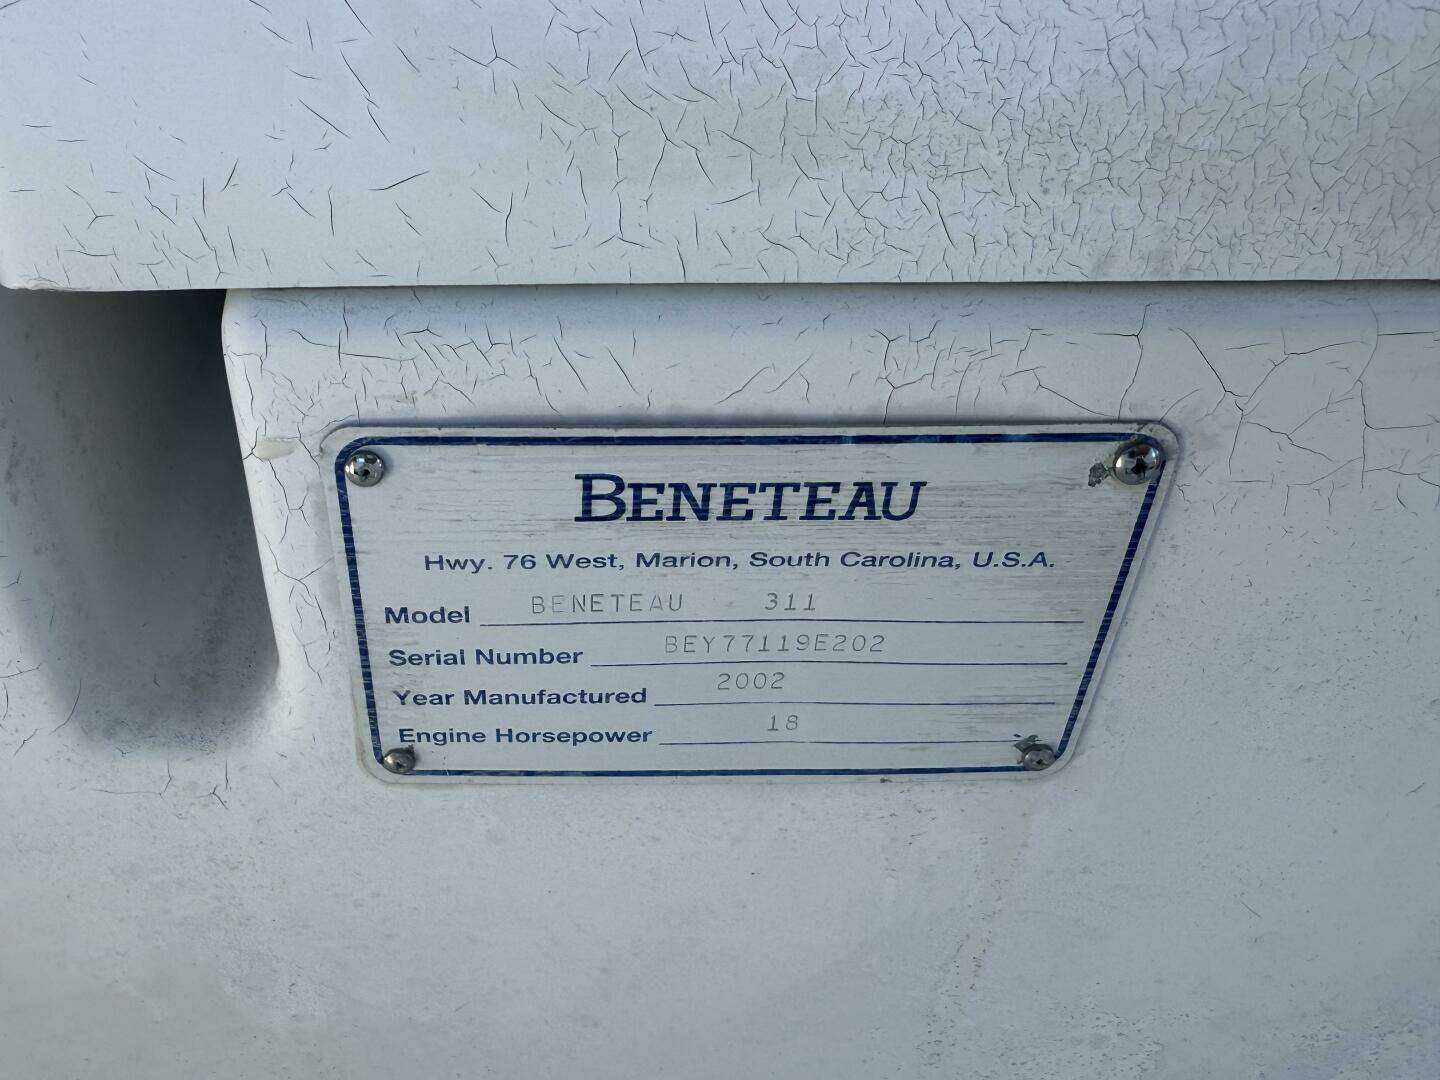 BENETEAU
Hwy. 76 West, Marion, South Carolina, U.S.A.
Model BENETEAU 311
Serial Number BEY77119E202
Year Manufactured 2002
Engine Horsepower 18